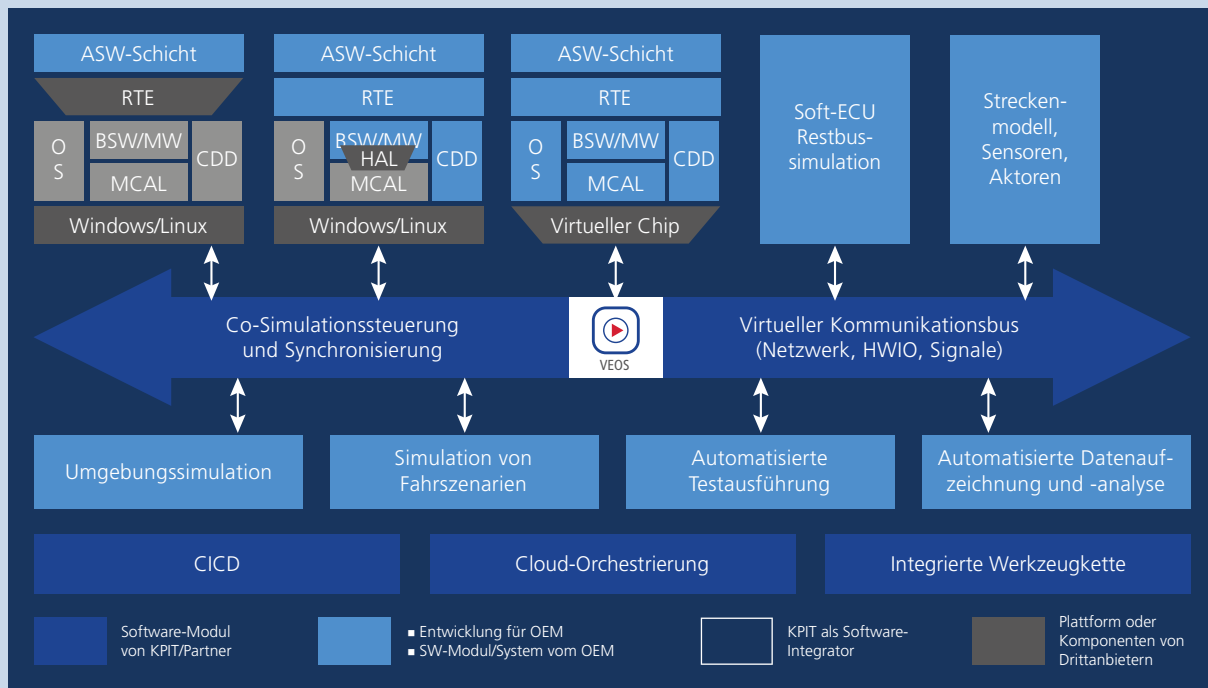 ASW-Schicht
RTE
O
S
BSW/MW
MCAL
CDD
Windows/Linux
ASW-Schicht
RTE
O
S
BSW/MW
HAL
MCAL
CDD
Windows/Linux
ASW-Schicht
RTE
O
S
BSW/MW
MCAL
CDD
Virtueller Chip
Soft-ECU
Restbus-
simulation
Strecken-
modell,
Sensoren,
Aktoren
Co-Simulationssteuerung
und Synchronisierung
VEOS
Virtueller Kommunikationsbus
(Netzwerk, HWIO, Signale)
Umgebungssimulation
Simulation von
Fahrszenarien
Automatisierte
Testausführung
Automatisierte Datenauf-
zeichnung und -analyse
CICD
Cloud-Orchestrierung
Integrierte Werkzeugkette
Software-Modul
von KPIT/Partner
▪ Entwicklung für OEM
▪ SW-Modul/System vom OEM
KPIT als Software-
Integrator
Plattform oder
Komponenten von
Drittanbietern